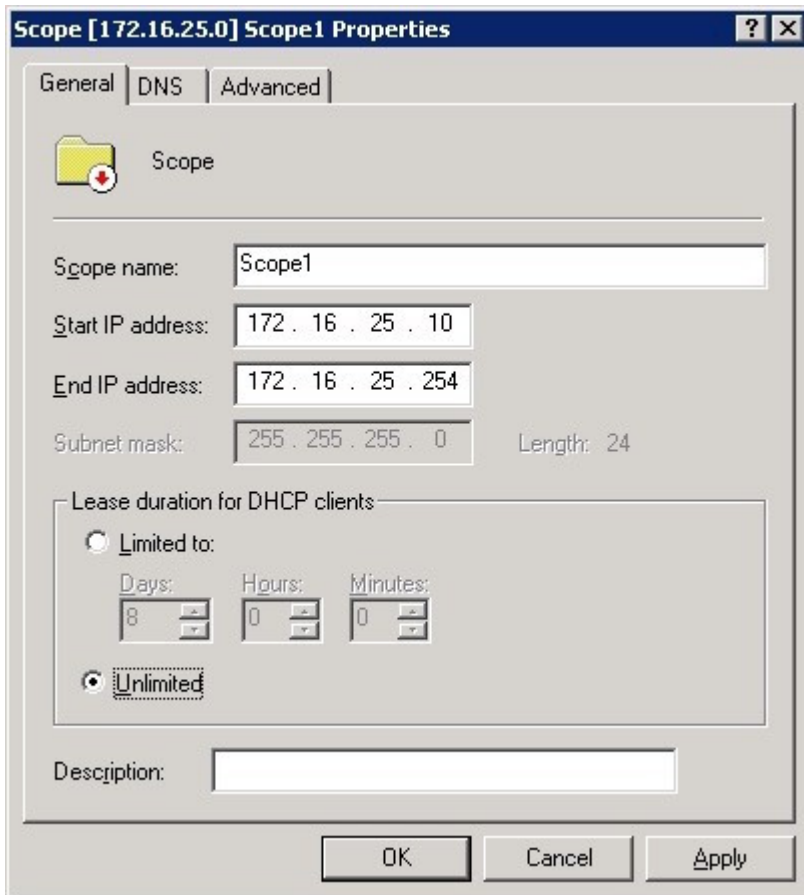 Scope [172.16.25.0] Scope1 Properties
General DNS Advanced
Scope
Scope name: Scope1
Start IP address: 172 . 16 . 25 . 10
End IP address: 172 . 16 . 25 . 254
Subnet mask: 255 . 255 . 255 . 0 Length: 24
Lease duration for DHCP clients
Limited to:
Days: Hours: Minutes:
8 0 0
Unlimited
Description:
OK Cancel Apply